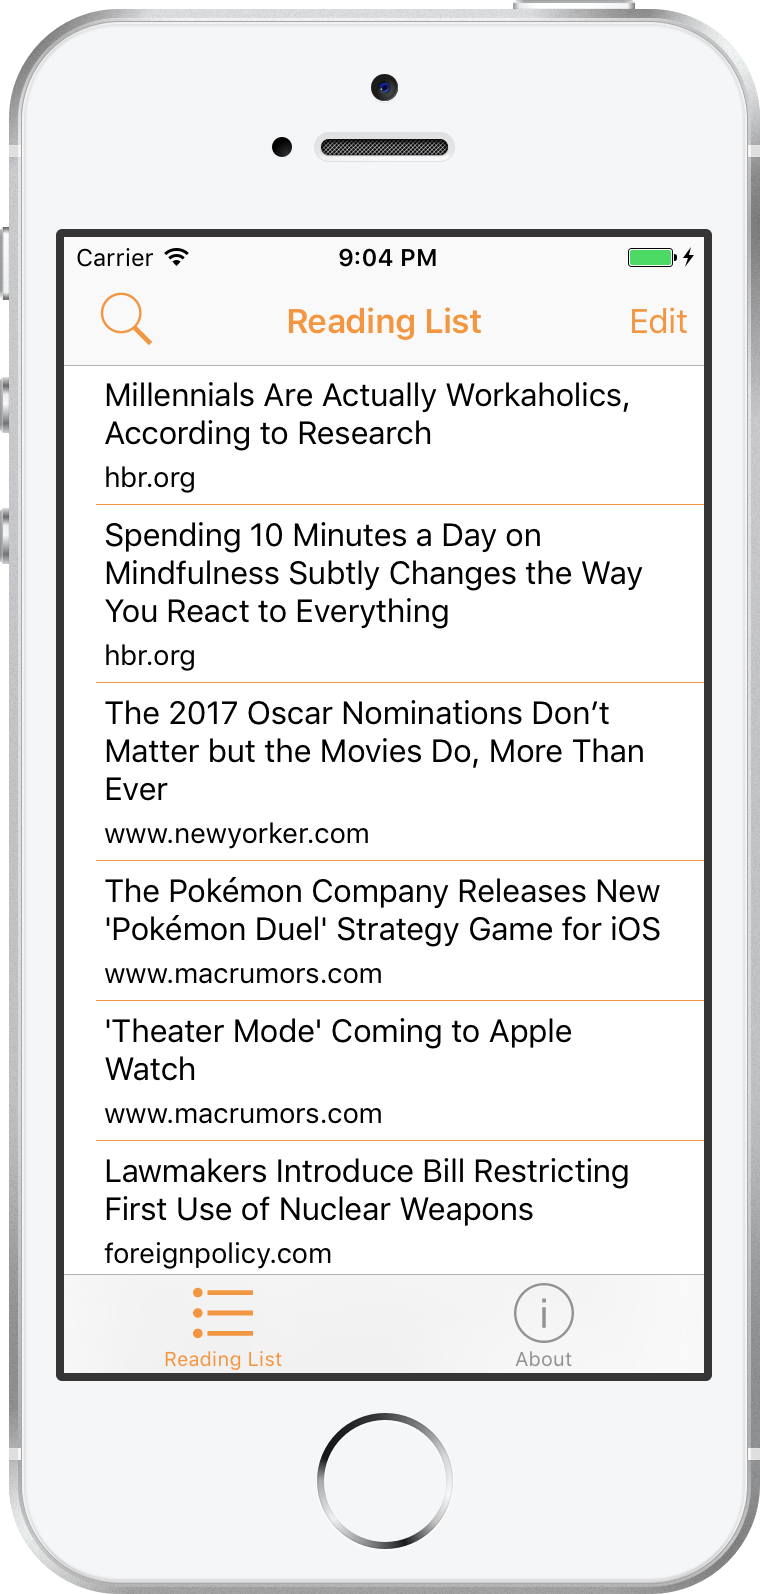 Carrier 9:04 PM
Reading List Edit
Millennials Are Actually Workaholics,
According to Research
hbr.org
Spending 10 Minutes a Day on
Mindfulness Subtly Changes the Way
You React to Everything
hbr.org
The 2017 Oscar Nominations Don’t
Matter but the Movies Do, More Than
Ever
www.newyorker.com
The Pokémon Company Releases New
'Pokémon Duel' Strategy Game for iOS
www.macrumors.com
'Theater Mode' Coming to Apple
Watch
www.macrumors.com
Lawmakers Introduce Bill Restricting
First Use of Nuclear Weapons
foreignpolicy.com
Reading List About